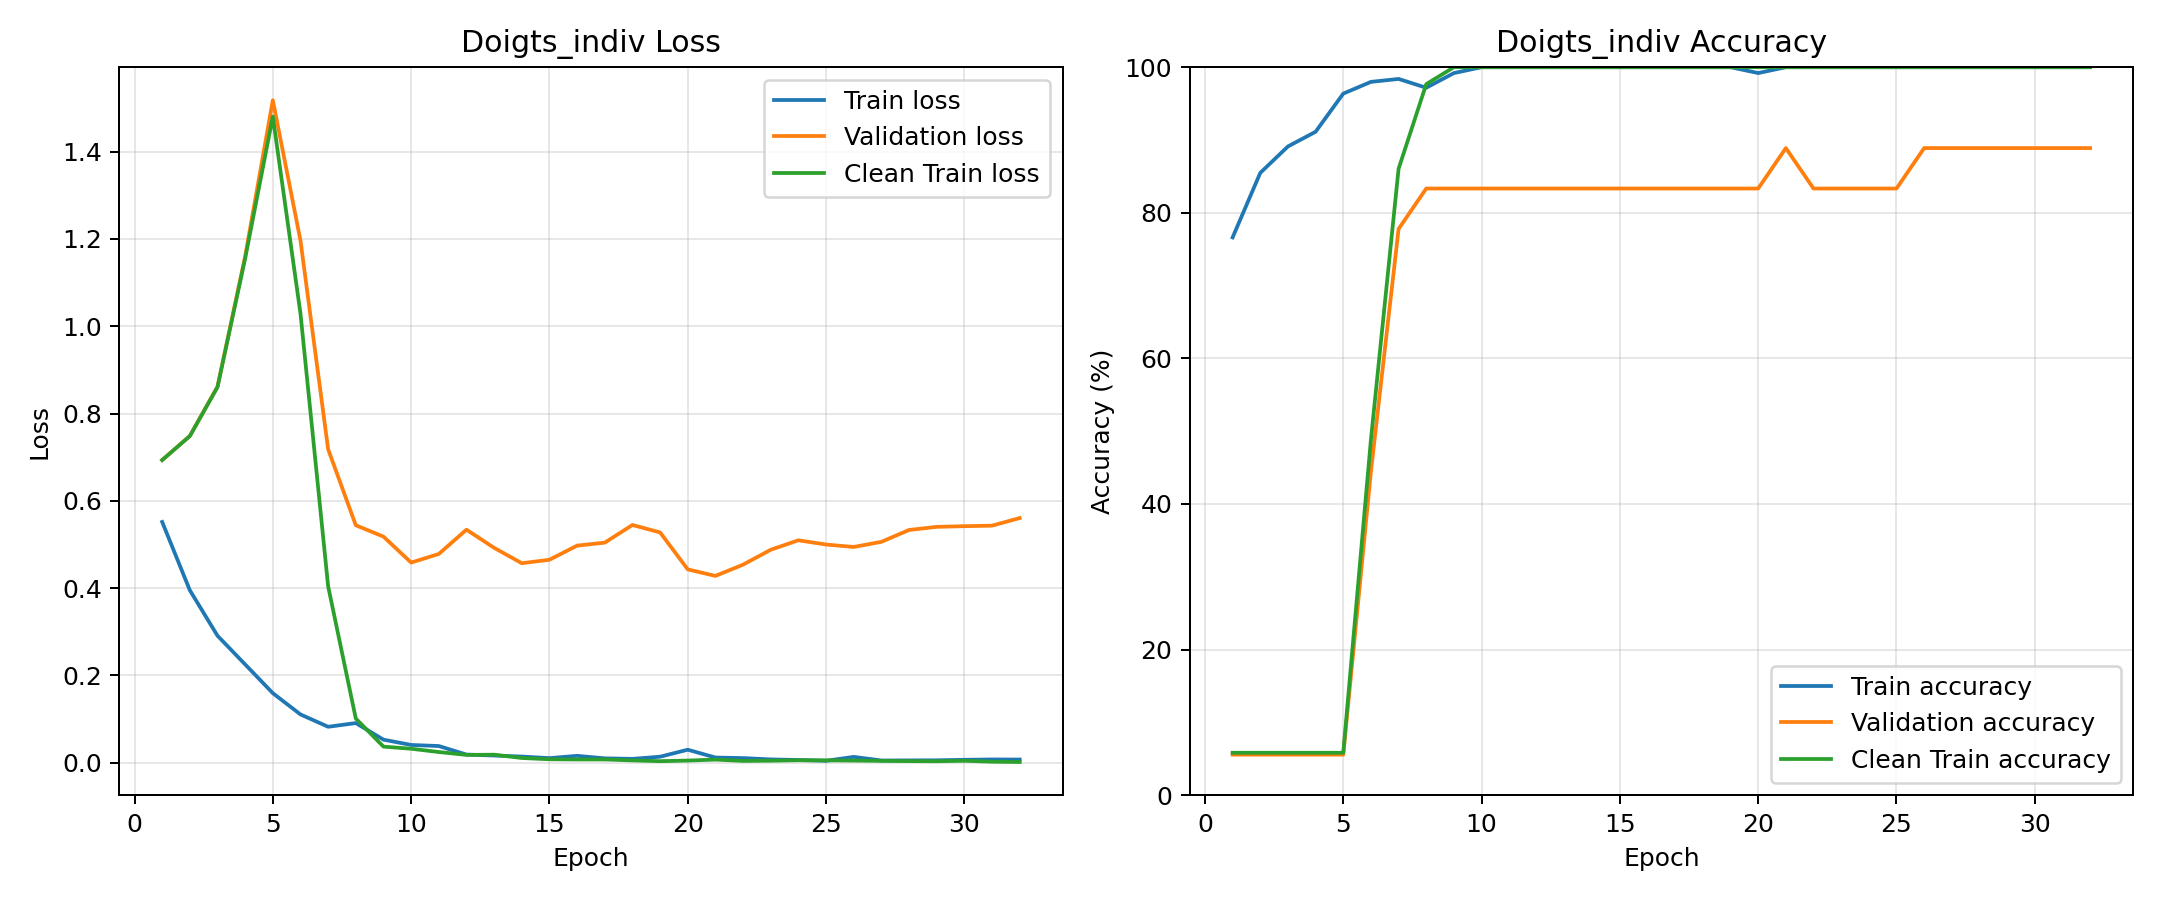 Doigts_indiv Loss
Train loss
Validation loss
Clean Train loss
1.4
1.2
1.0
0.8
0.6
0.4
0.2
0.0
Loss
0
5
10
15
20
25
30
Epoch
Doigts_indiv Accuracy
100
80
60
40
20
0
Accuracy (%)
Train accuracy
Validation accuracy
Clean Train accuracy
0
5
10
15
20
25
30
Epoch